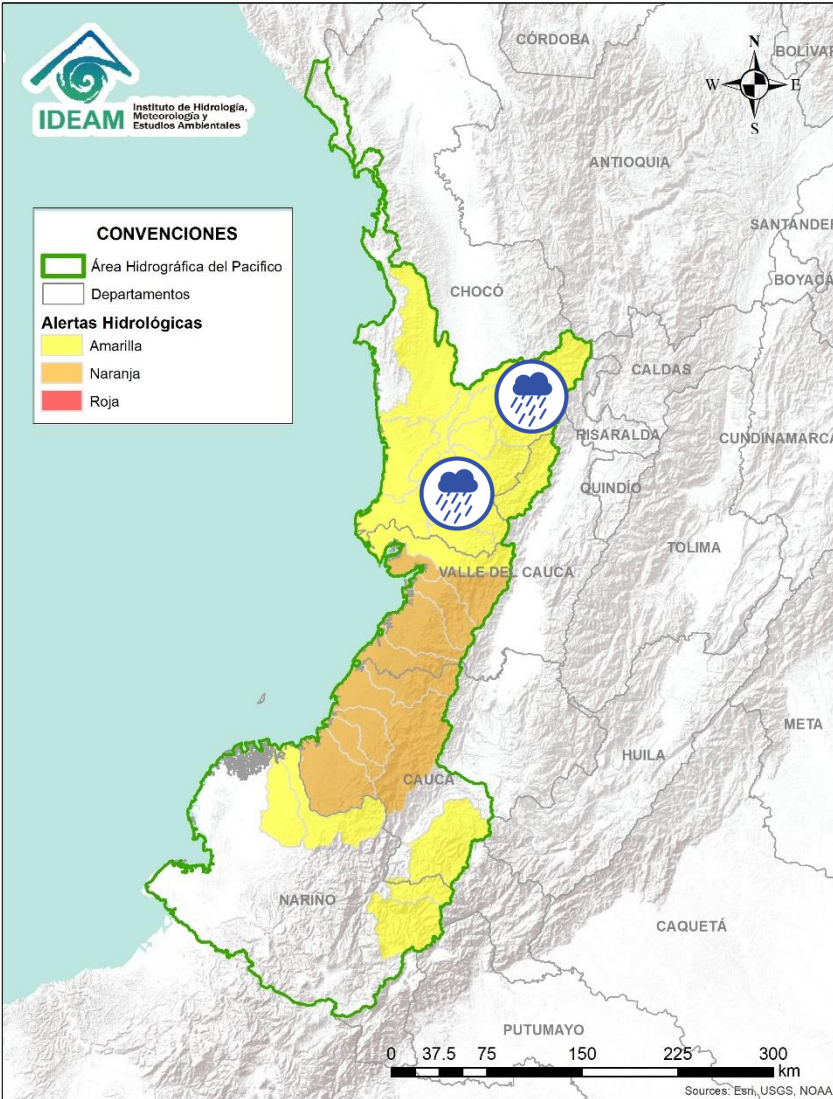 IDEAM
Instituto de Hidrología,
Meteorología y
Estudios Ambientales
N
W
E
S
CONVENCIONES
Área Hidrográfica del Pacifico
Departamentos
Alertas Hidrológicas
Amarilla
Naranja
Roja
CÓRDOBA
BOLÍVAR
ANTIOQUIA
SANTANDER
BOYACÁ
CHOCÓ
CALDAS
RISARALDA
CUNDINAMARCA
QUINDÍO
TOLIMA
VALLE DEL CAUCA
META
HUILA
CAUCA
NARIÑO
CAQUETÁ
PUTUMAYO
0 37.5 75 150 225 300
km
Sources: Esri, USGS, NOAA